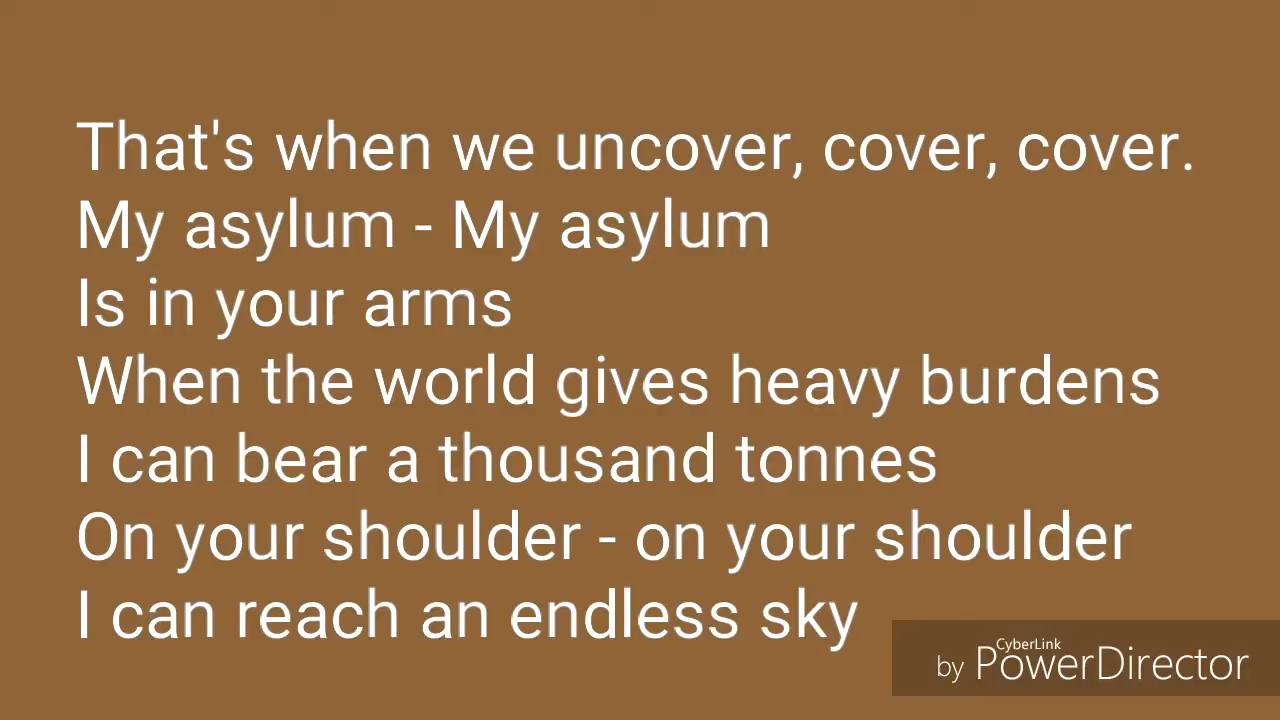 That's when we uncover, cover, cover.
My asylum - My asylum
Is in your arms
When the world gives heavy burdens
I can bear a thousand tonnes
On your shoulder - on your shoulder
I can reach an endless sky
by CyberLink PowerDirector